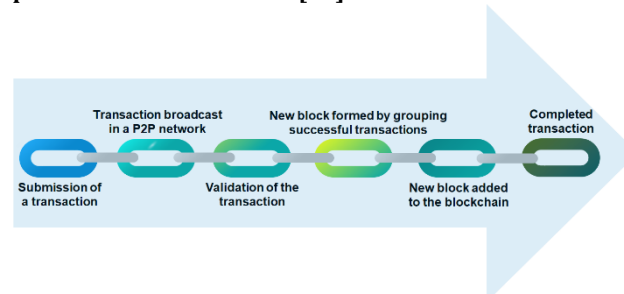 Transaction broadcast
in a P2P network
New block formed by grouping
successful transactions
Completed
transaction
Submission of
a transaction
Validation of the
transaction
New block added
to the blockchain